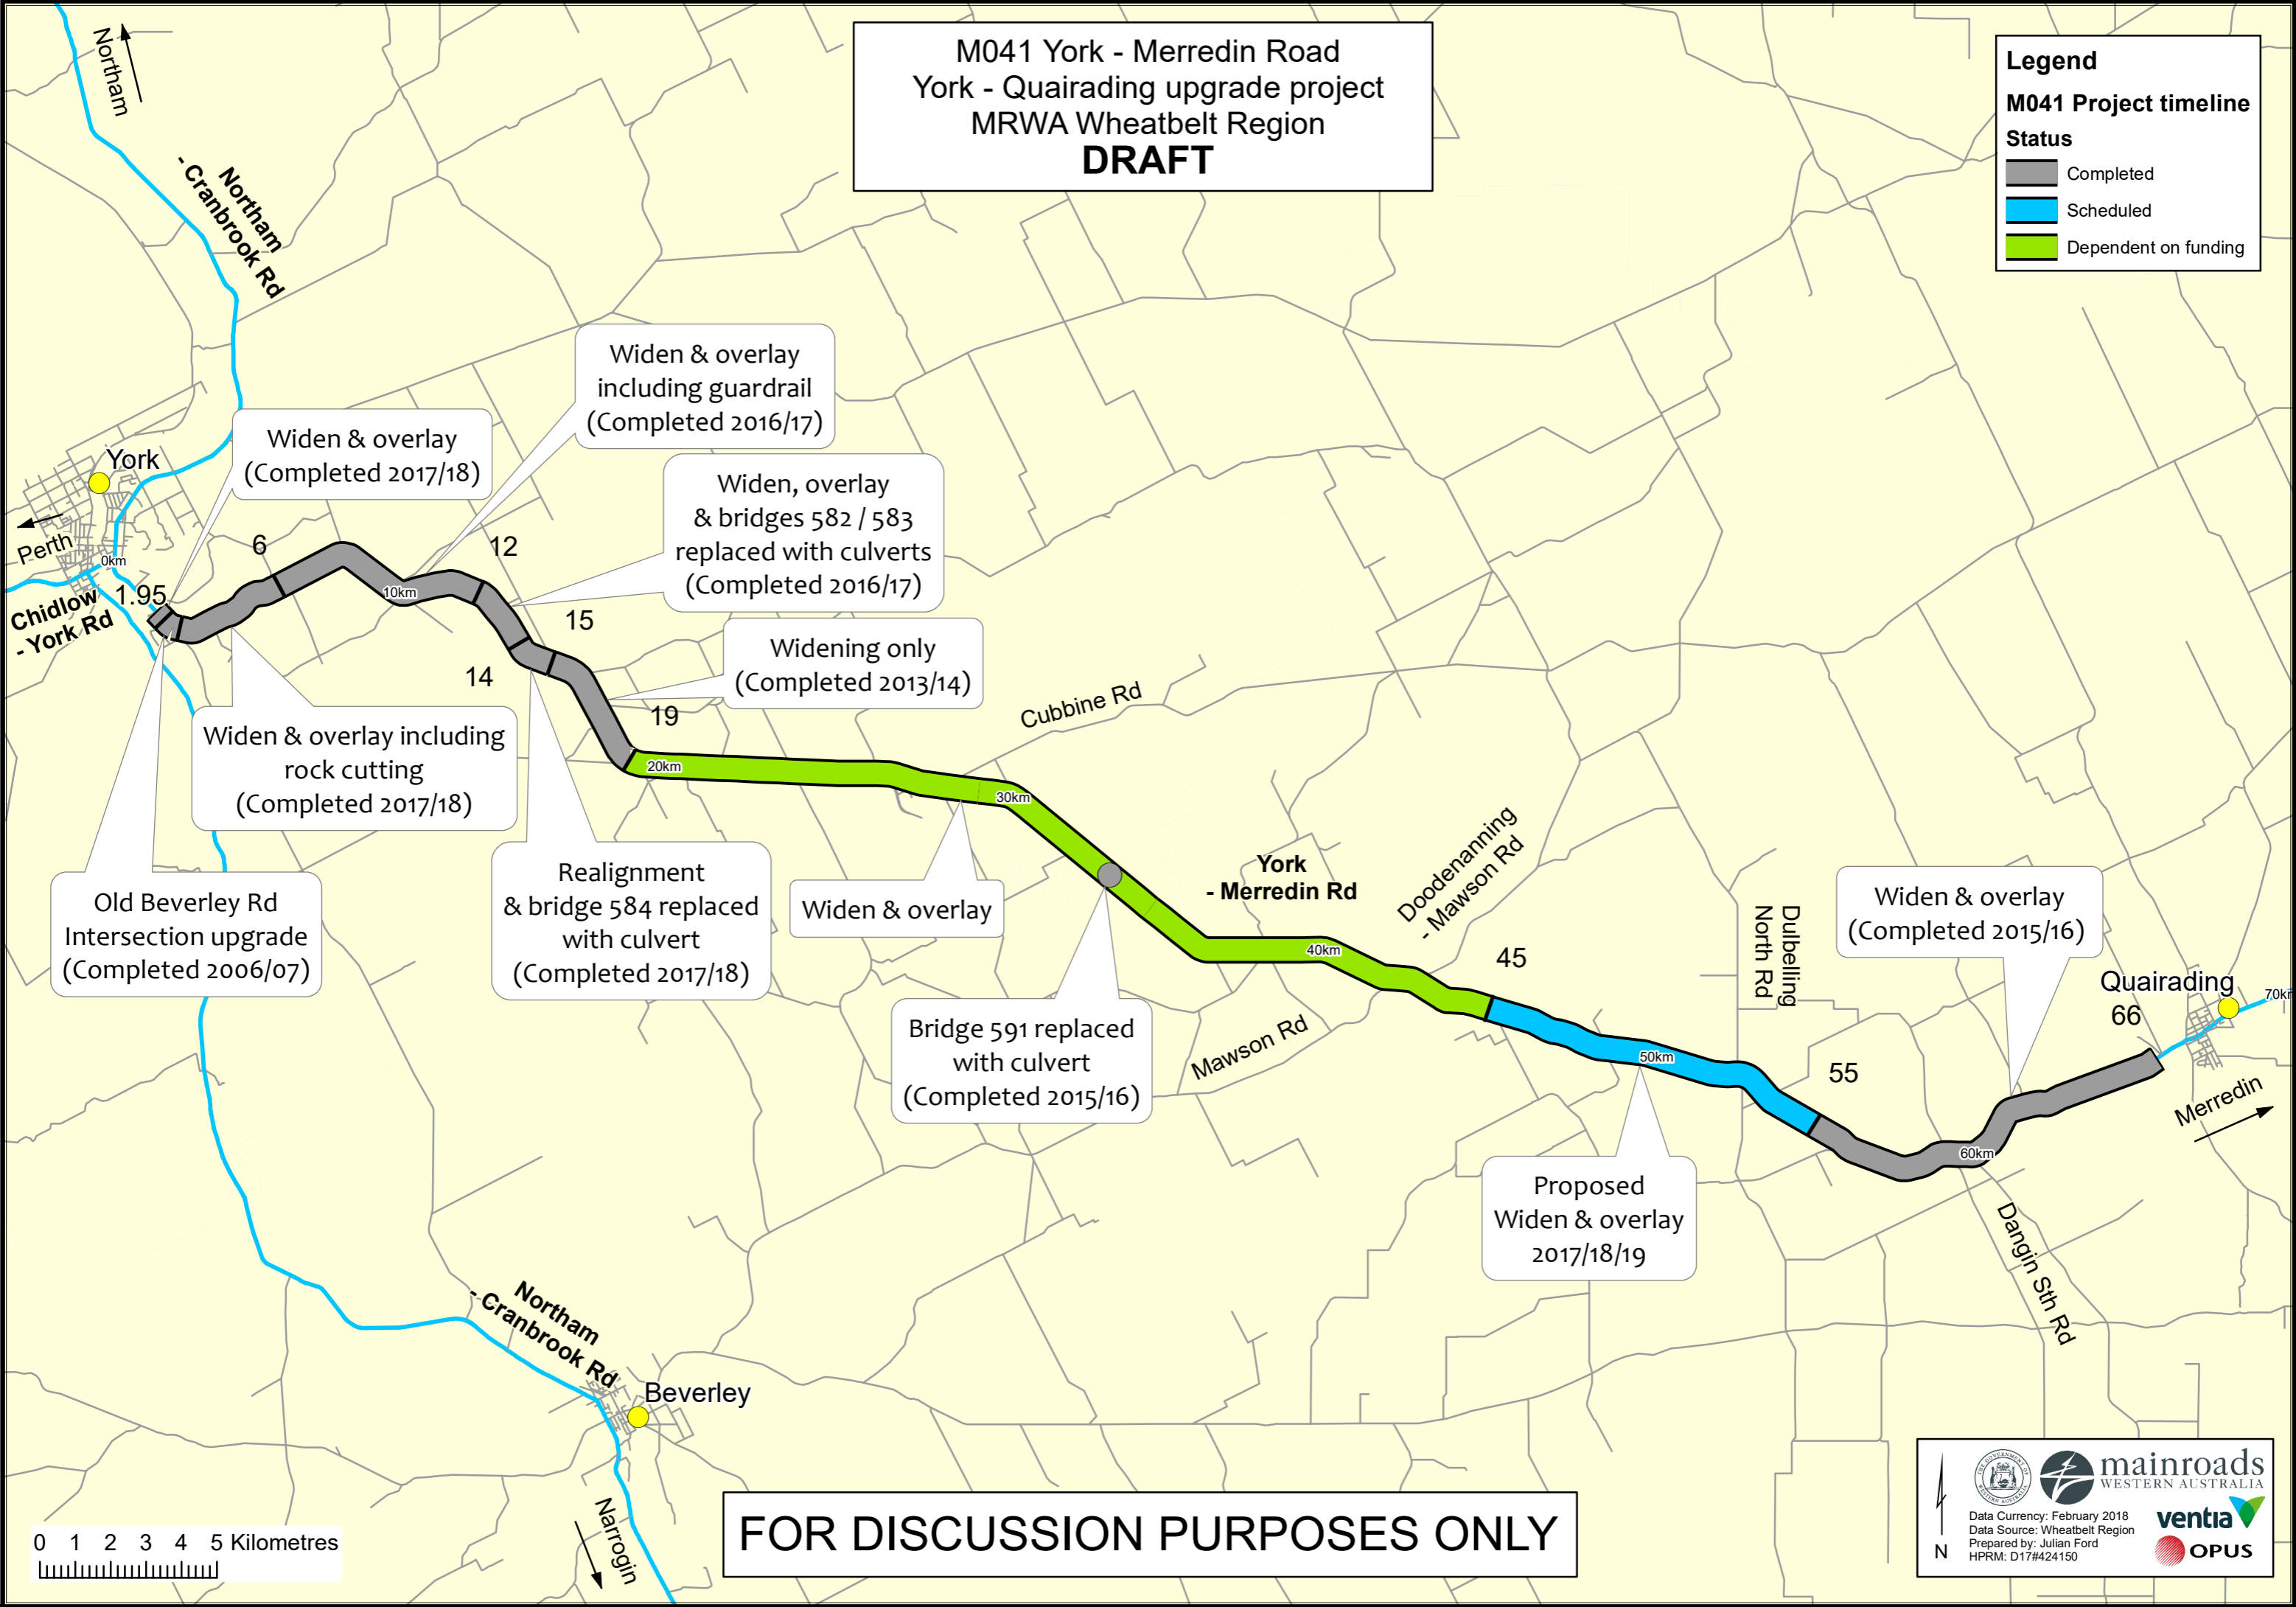 M041 York - Merredin Road
York - Quairading upgrade project
MRWA Wheatbelt Region
DRAFT
Legend
M041 Project timeline
Status
Completed
Scheduled
Dependent on funding
Northam
Northam
- Cranbrook Rd
Widen & overlay
including guardrail
(Completed 2016/17)
Widen & overlay
(Completed 2017/18)
York
Widen, overlay
& bridges 582 / 583
replaced with culverts
(Completed 2016/17)
Perth
0km
6
12
10km
1.95
Chidlow
- York Rd
15
14
Widening only
(Completed 2013/14)
19
Cubbine Rd
Widen & overlay including
rock cutting
(Completed 2017/18)
20km
30km
Old Beverley Rd
Intersection upgrade
(Completed 2006/07)
Realignment
& bridge 584 replaced
with culvert
(Completed 2017/18)
Widen & overlay
York
- Merredin Rd
Doodenanning
- Mawson Rd
40km
45
Dulbelling
North Rd
Widen & overlay
(Completed 2015/16)
Quairading
66
Bridge 591 replaced
with culvert
(Completed 2015/16)
Mawson Rd
50km
55
60km
Merredin
Proposed
Widen & overlay
2017/18/19
Dangin Sth Rd
Northam
- Cranbrook Rd
Beverley
Narrogin
0 1 2 3 4 5 Kilometres
FOR DISCUSSION PURPOSES ONLY
N
mainroads
WESTERN AUSTRALIA
Data Currency: February 2018
Data Source: Wheatbelt Region
Prepared by: Julian Ford
HPRM: D17#424150
ventia
OPUS